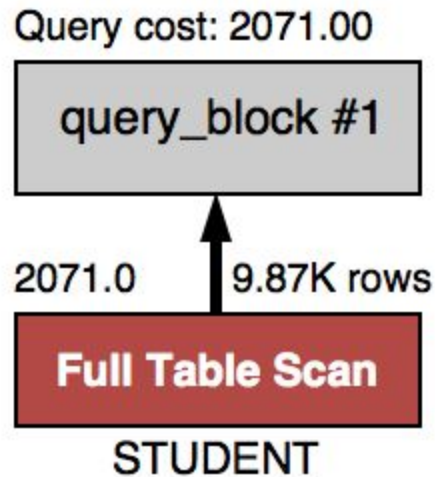 Query cost: 2071.00
query_block #1
2071.0 9.87K rows
Full Table Scan
STUDENT